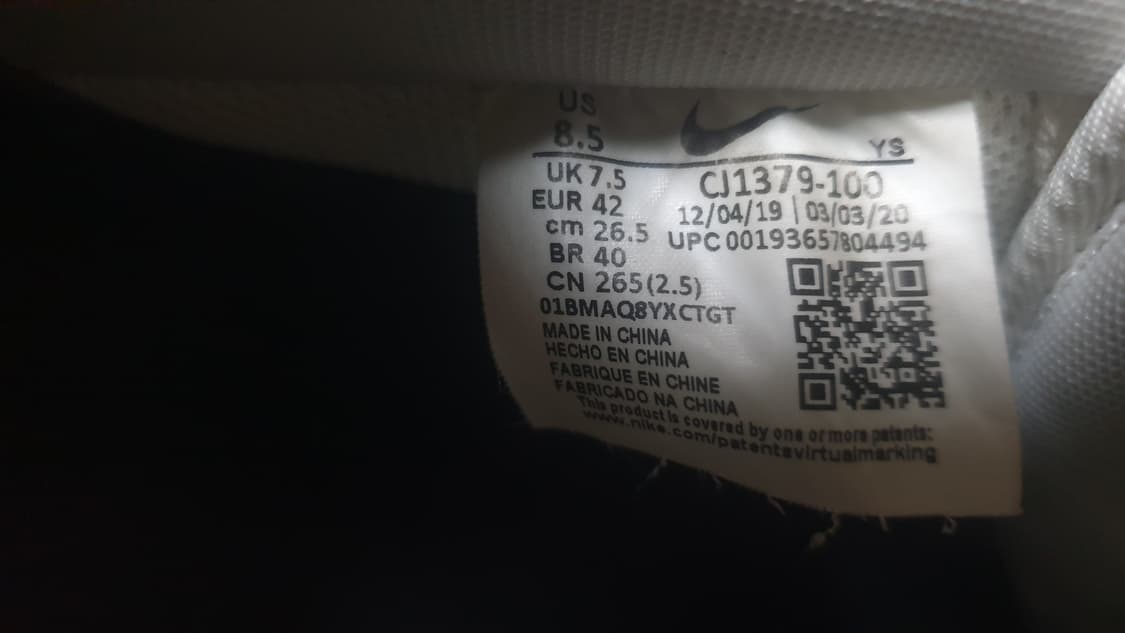 US
8.5
YS
UK 7.5
CJ1379-100
EUR 42
12/04/19 | 03/03/20
cm 26.5
UPC 00193657804494
BR 40
CN 265(2.5)
01BMAQ8YXCTGT
MADE IN CHINA
HECHO EN CHINA
FABRIQUE EN CHINE
FABRICADO NA CHINA
This product is covered by one or more patents:
www.nike.com/patentsvirtualmarking